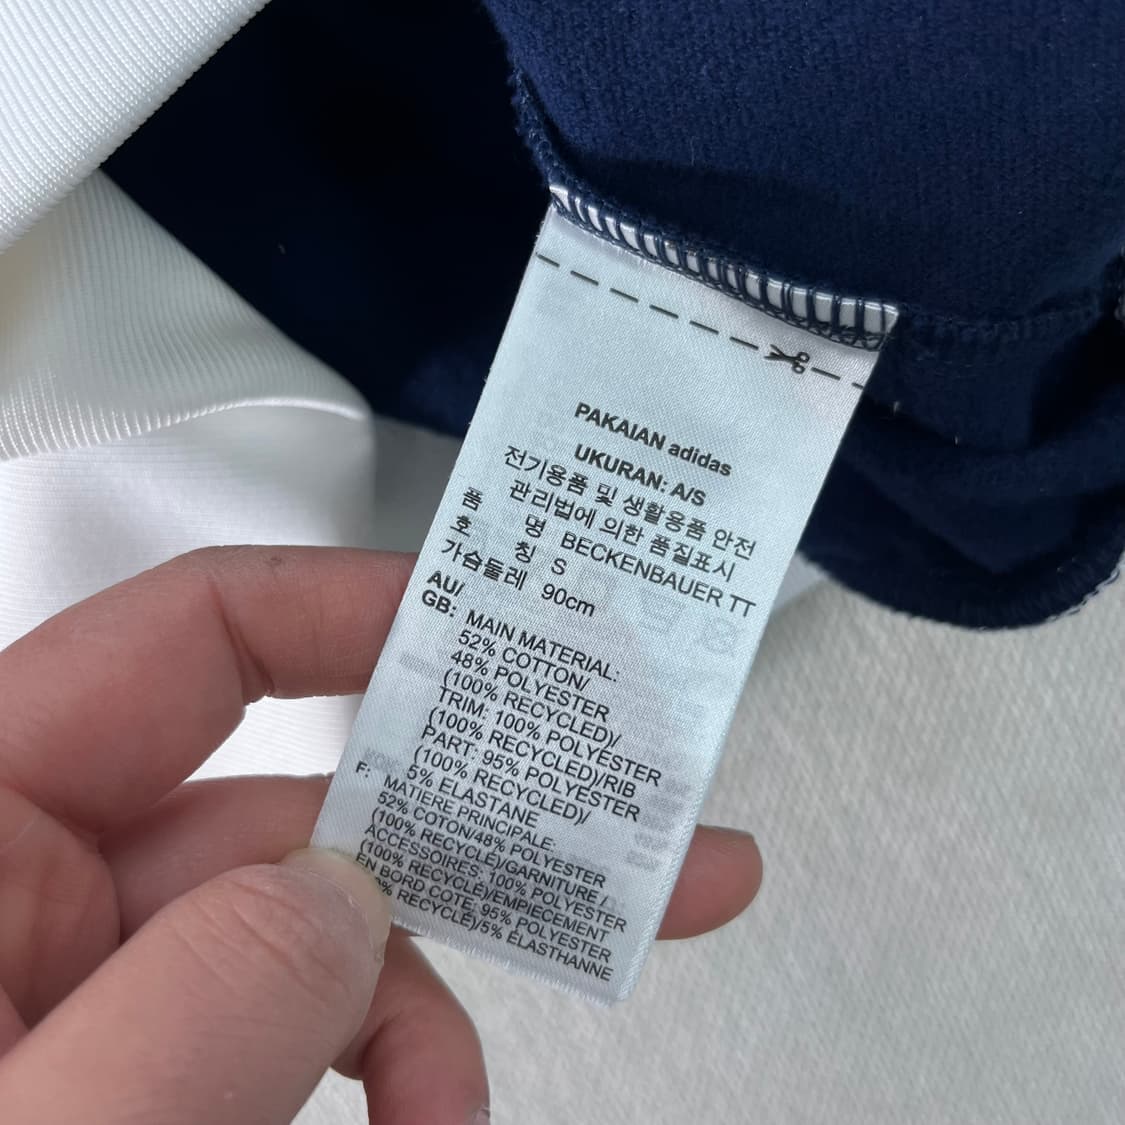 PAKAIAN adidas
UKURAN: A/S
전기용품 및 생활용품 안전
관리법에 의한 품질표시
품 명 BECKENBAUER TT
호 칭 S
가슴둘레 90cm
AU/
GB: MAIN MATERIAL:
52% COTTON/
48% POLYESTER
(100% RECYCLED)/
TRIM: 100% POLYESTER
(100% RECYCLED)/RIB
PART: 95% POLYESTER
(100% RECYCLED)/
5% ELASTANE
F: MATIERE PRINCIPALE:
52% COTON/48% POLYESTER
(100% RECYCLÉ)/GARNITURE /
ACCESSOIRES: 100% POLYESTER
(100% RECYCLÉ)/EMPIECEMENT
EN BORD COTE: 95% POLYESTER
RECYCLÉ)/5% ÉLASTHANNE